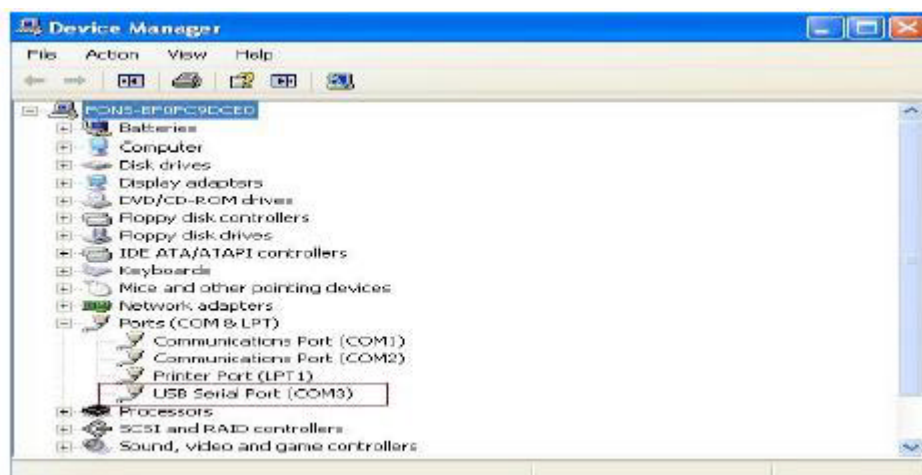 Device Manager
File Action View Help
Batteries
Computer
Disk drives
Display adapters
DVD/CD-ROM drives
Floppy disk controllers
Floppy disk drives
IDE ATA/ATAPI controllers
Keyboards
Mice and other pointing devices
Network adapters
Ports (COM & LPT)
Communications Port (COM1)
Communications Port (COM2)
Printer Port (LPT1)
USB Serial Port (COM3)
Processors
SCSI and RAID controllers
Sound, video and game controllers